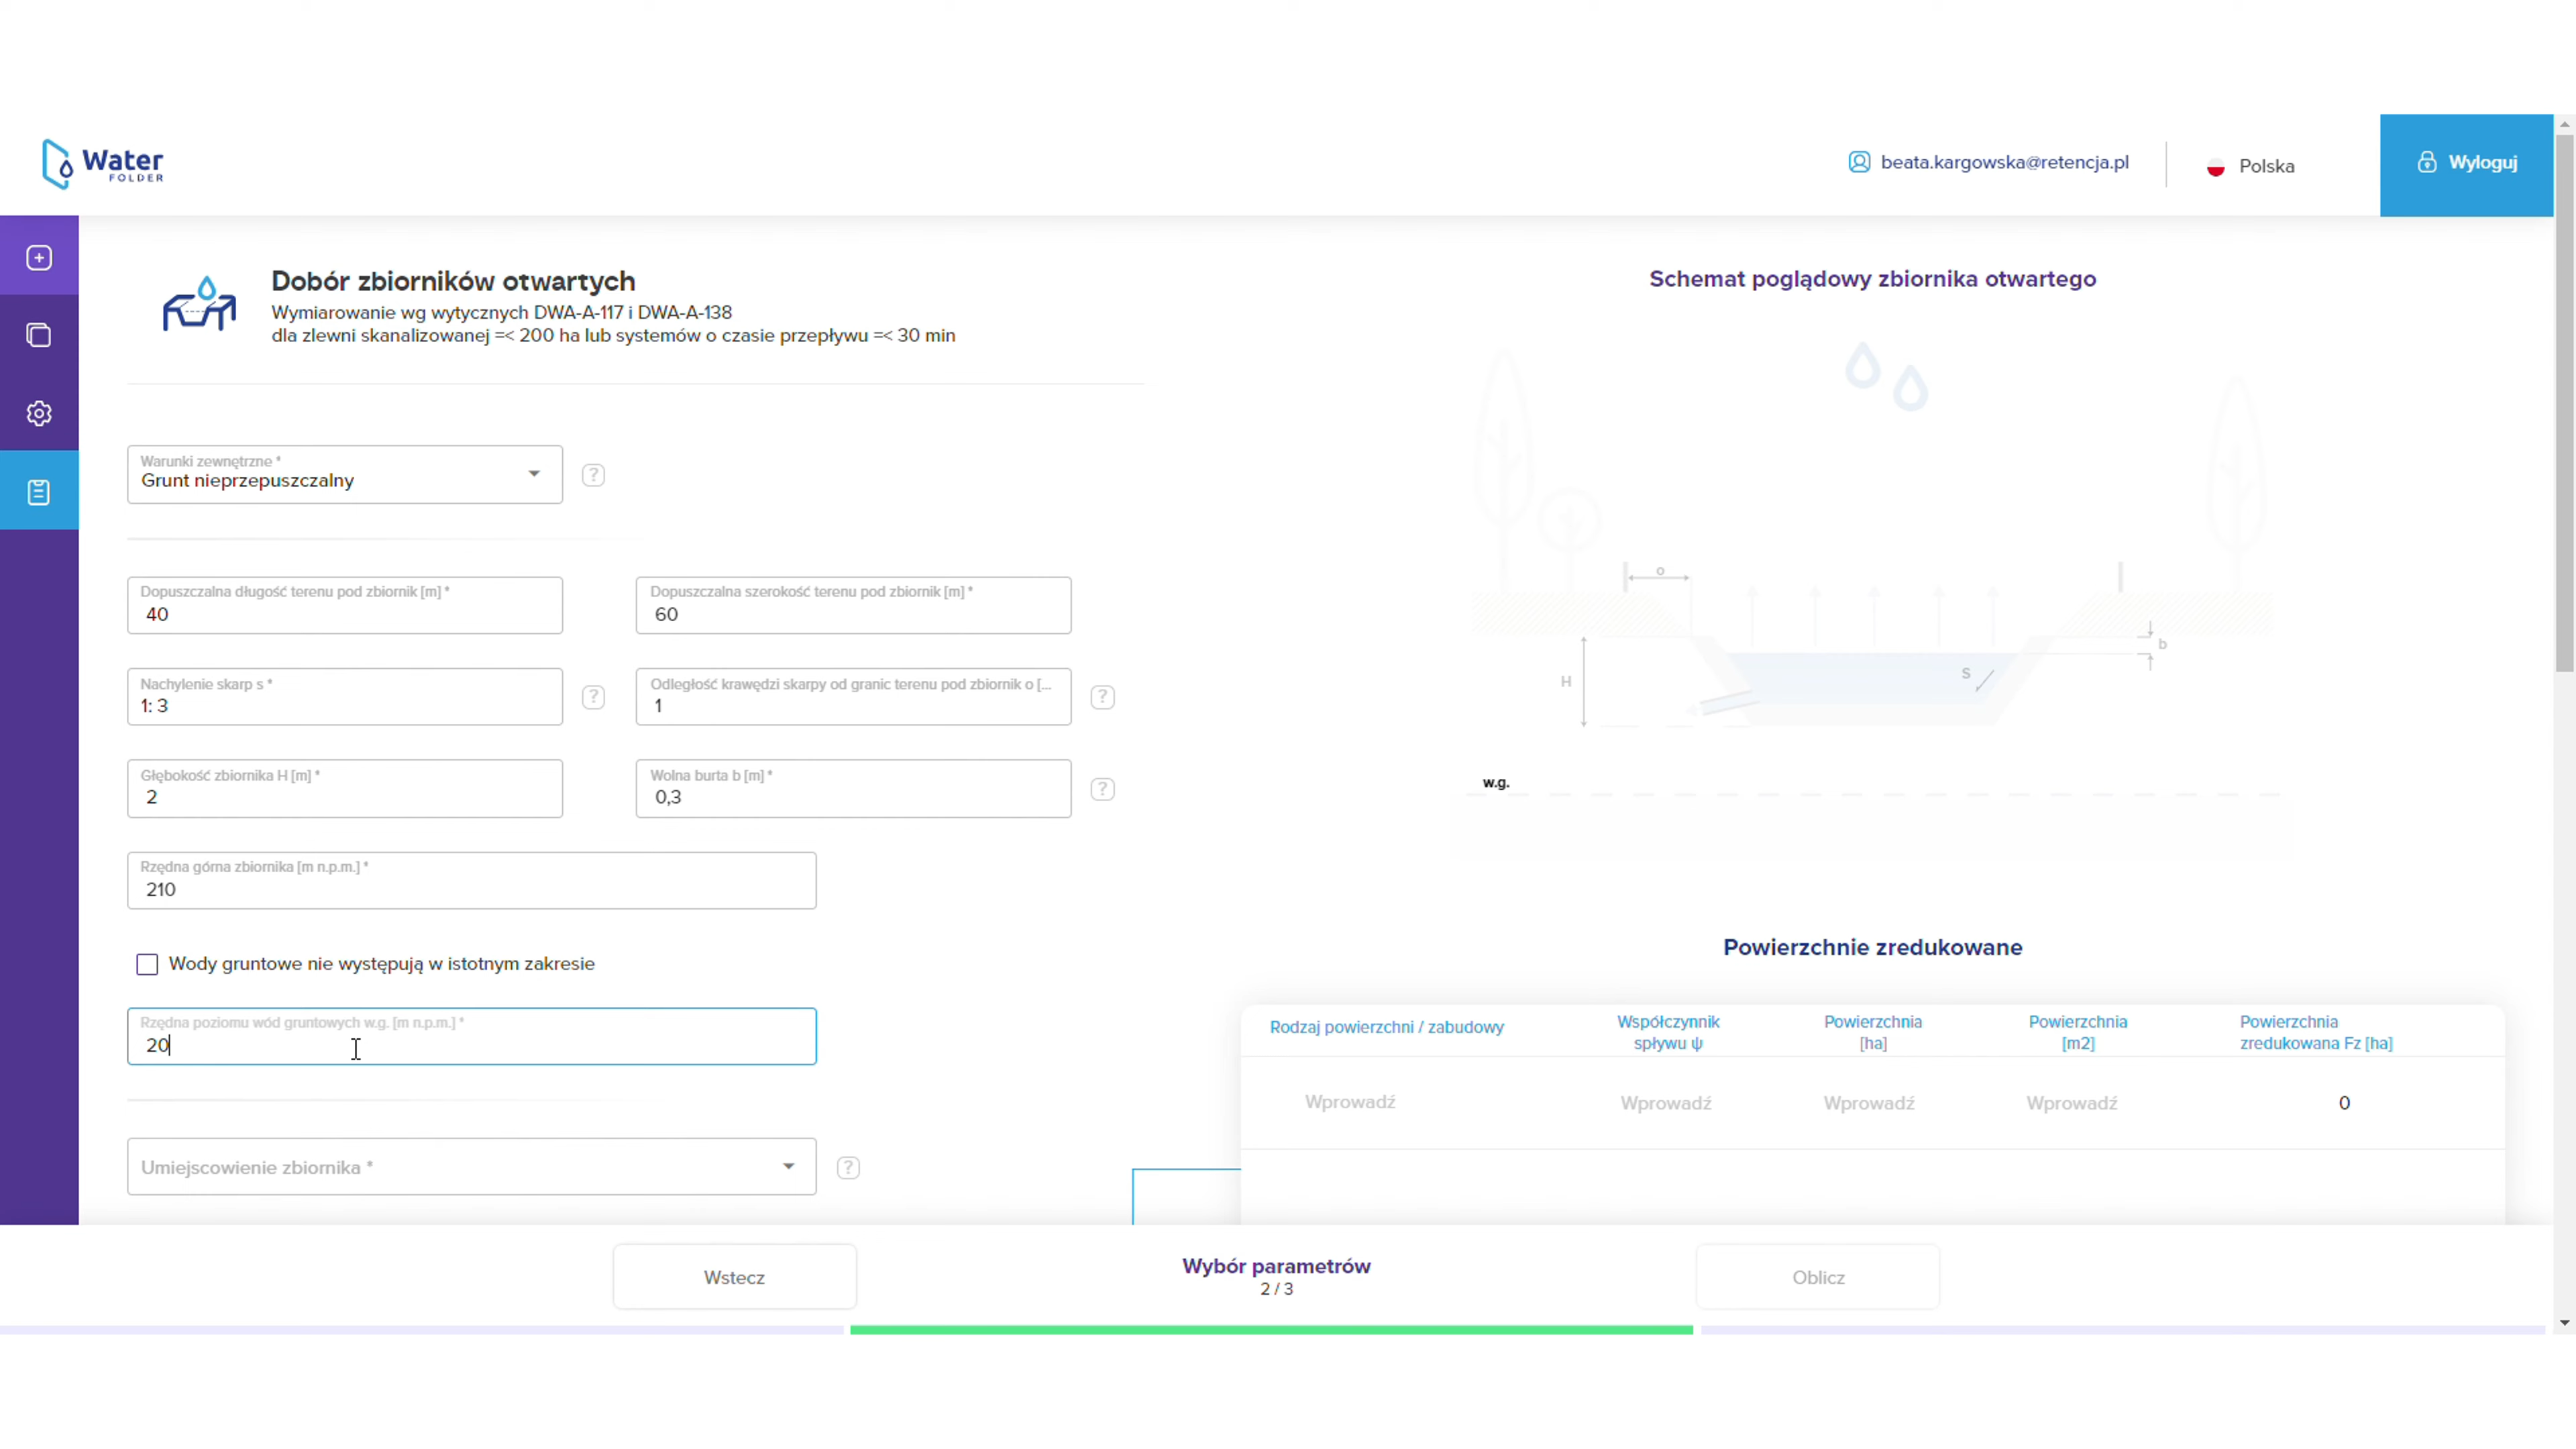 Water
FOLDER
beata.kargowska@retencja.pl
Polska
Wyloguj
Dobór zbiorników otwartych
Wymiarowanie wg wytycznych DWA-A-117 i DWA-A-138
dla zlewni skanalizowanej =< 200 ha lub systemów o czasie przepływu =< 30 min
Schemat poglądowy zbiornika otwartego
Warunki zewnętrzne *
Grunt nieprzepuszczalny
?
Dopuszczalna długość terenu pod zbiornik [m] *
40
Dopuszczalna szerokość terenu pod zbiornik [m] *
60
Nachylenie skarp s *
1: 3
?
Odległość krawędzi skarpy od granic terenu pod zbiornik o [...
1
?
Głębokość zbiornika H [m] *
2
Wolna burta b [m] *
0,3
?
Rzędna górna zbiornika [m n.p.m.] *
210
Wody gruntowe nie występują w istotnym zakresie
Rzędna poziomu wód gruntowych w.g. [m n.p.m.] *
20
Umiejscowienie zbiornika *
?
o
b
H
S
w.g.
Powierzchnie zredukowane
Rodzaj powierzchni / zabudowy
Współczynnik
spływu ψ
Powierzchnia
[ha]
Powierzchnia
[m2]
Powierzchnia
zredukowana Fz [ha]
Wprowadź
Wprowadź
Wprowadź
Wprowadź
0
Wstecz
Wybór parametrów
2 / 3
Oblicz